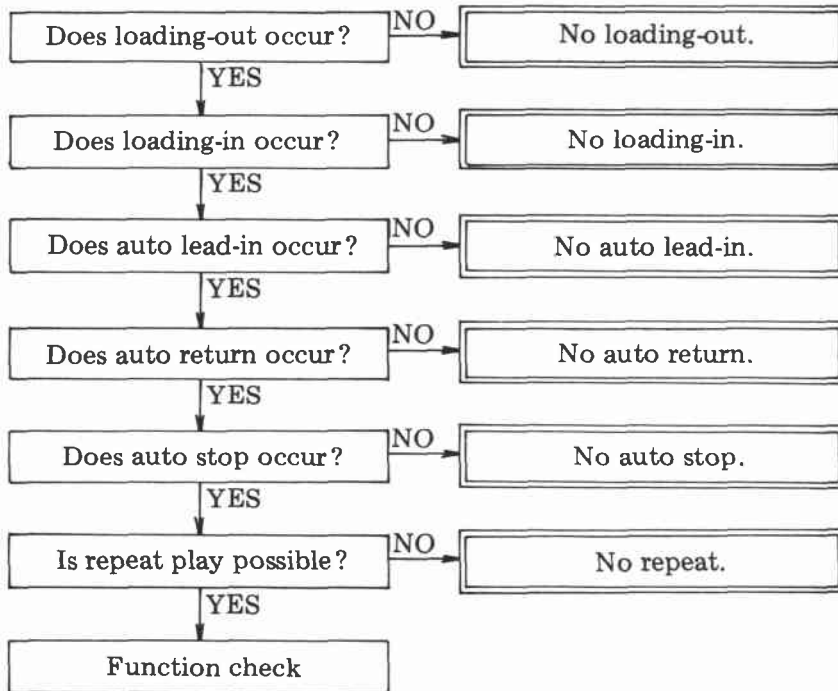 Does loading-out occur?
NO
No loading-out.
YES
Does loading-in occur?
NO
No loading-in.
YES
Does auto lead-in occur?
NO
No auto lead-in.
YES
Does auto return occur?
NO
No auto return.
YES
Does auto stop occur?
NO
No auto stop.
YES
Is repeat play possible?
NO
No repeat.
YES
Function check